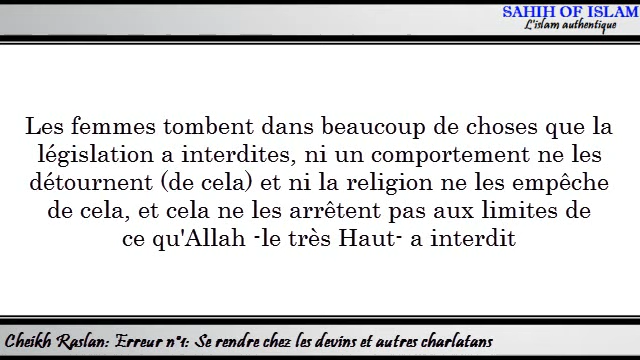 SAHIH OF ISLAM
L'islam authentique
Les femmes tombent dans beaucoup de choses que la
législation a interdites, ni un comportement ne les
détournent (de cela) et ni la religion ne les empêche
de cela, et cela ne les arrêtent pas aux limites de
ce qu'Allah -le très Haut- a interdit
Cheikh Raslan: Erreur n°1: Se rendre chez les devins et autres charlatans